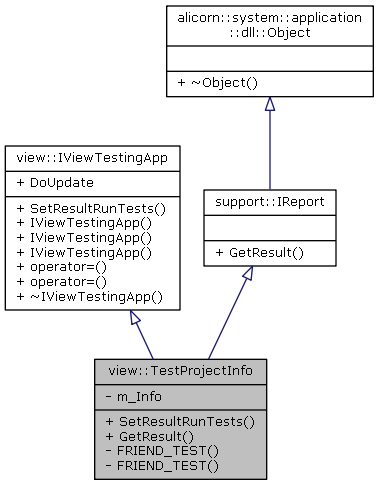 alicorn::system::application
::dll::Object
+ ~Object()
view::IViewTestingApp
+ DoUpdate
+ SetResultRunTests()
+ IViewTestingApp()
+ IViewTestingApp()
+ IViewTestingApp()
+ operator=()
+ operator=()
+ ~IViewTestingApp()
support::IReport
+ GetResult()
view::TestProjectInfo
- m_Info
+ SetResultRunTests()
+ GetResult()
- FRIEND_TEST()
- FRIEND_TEST()